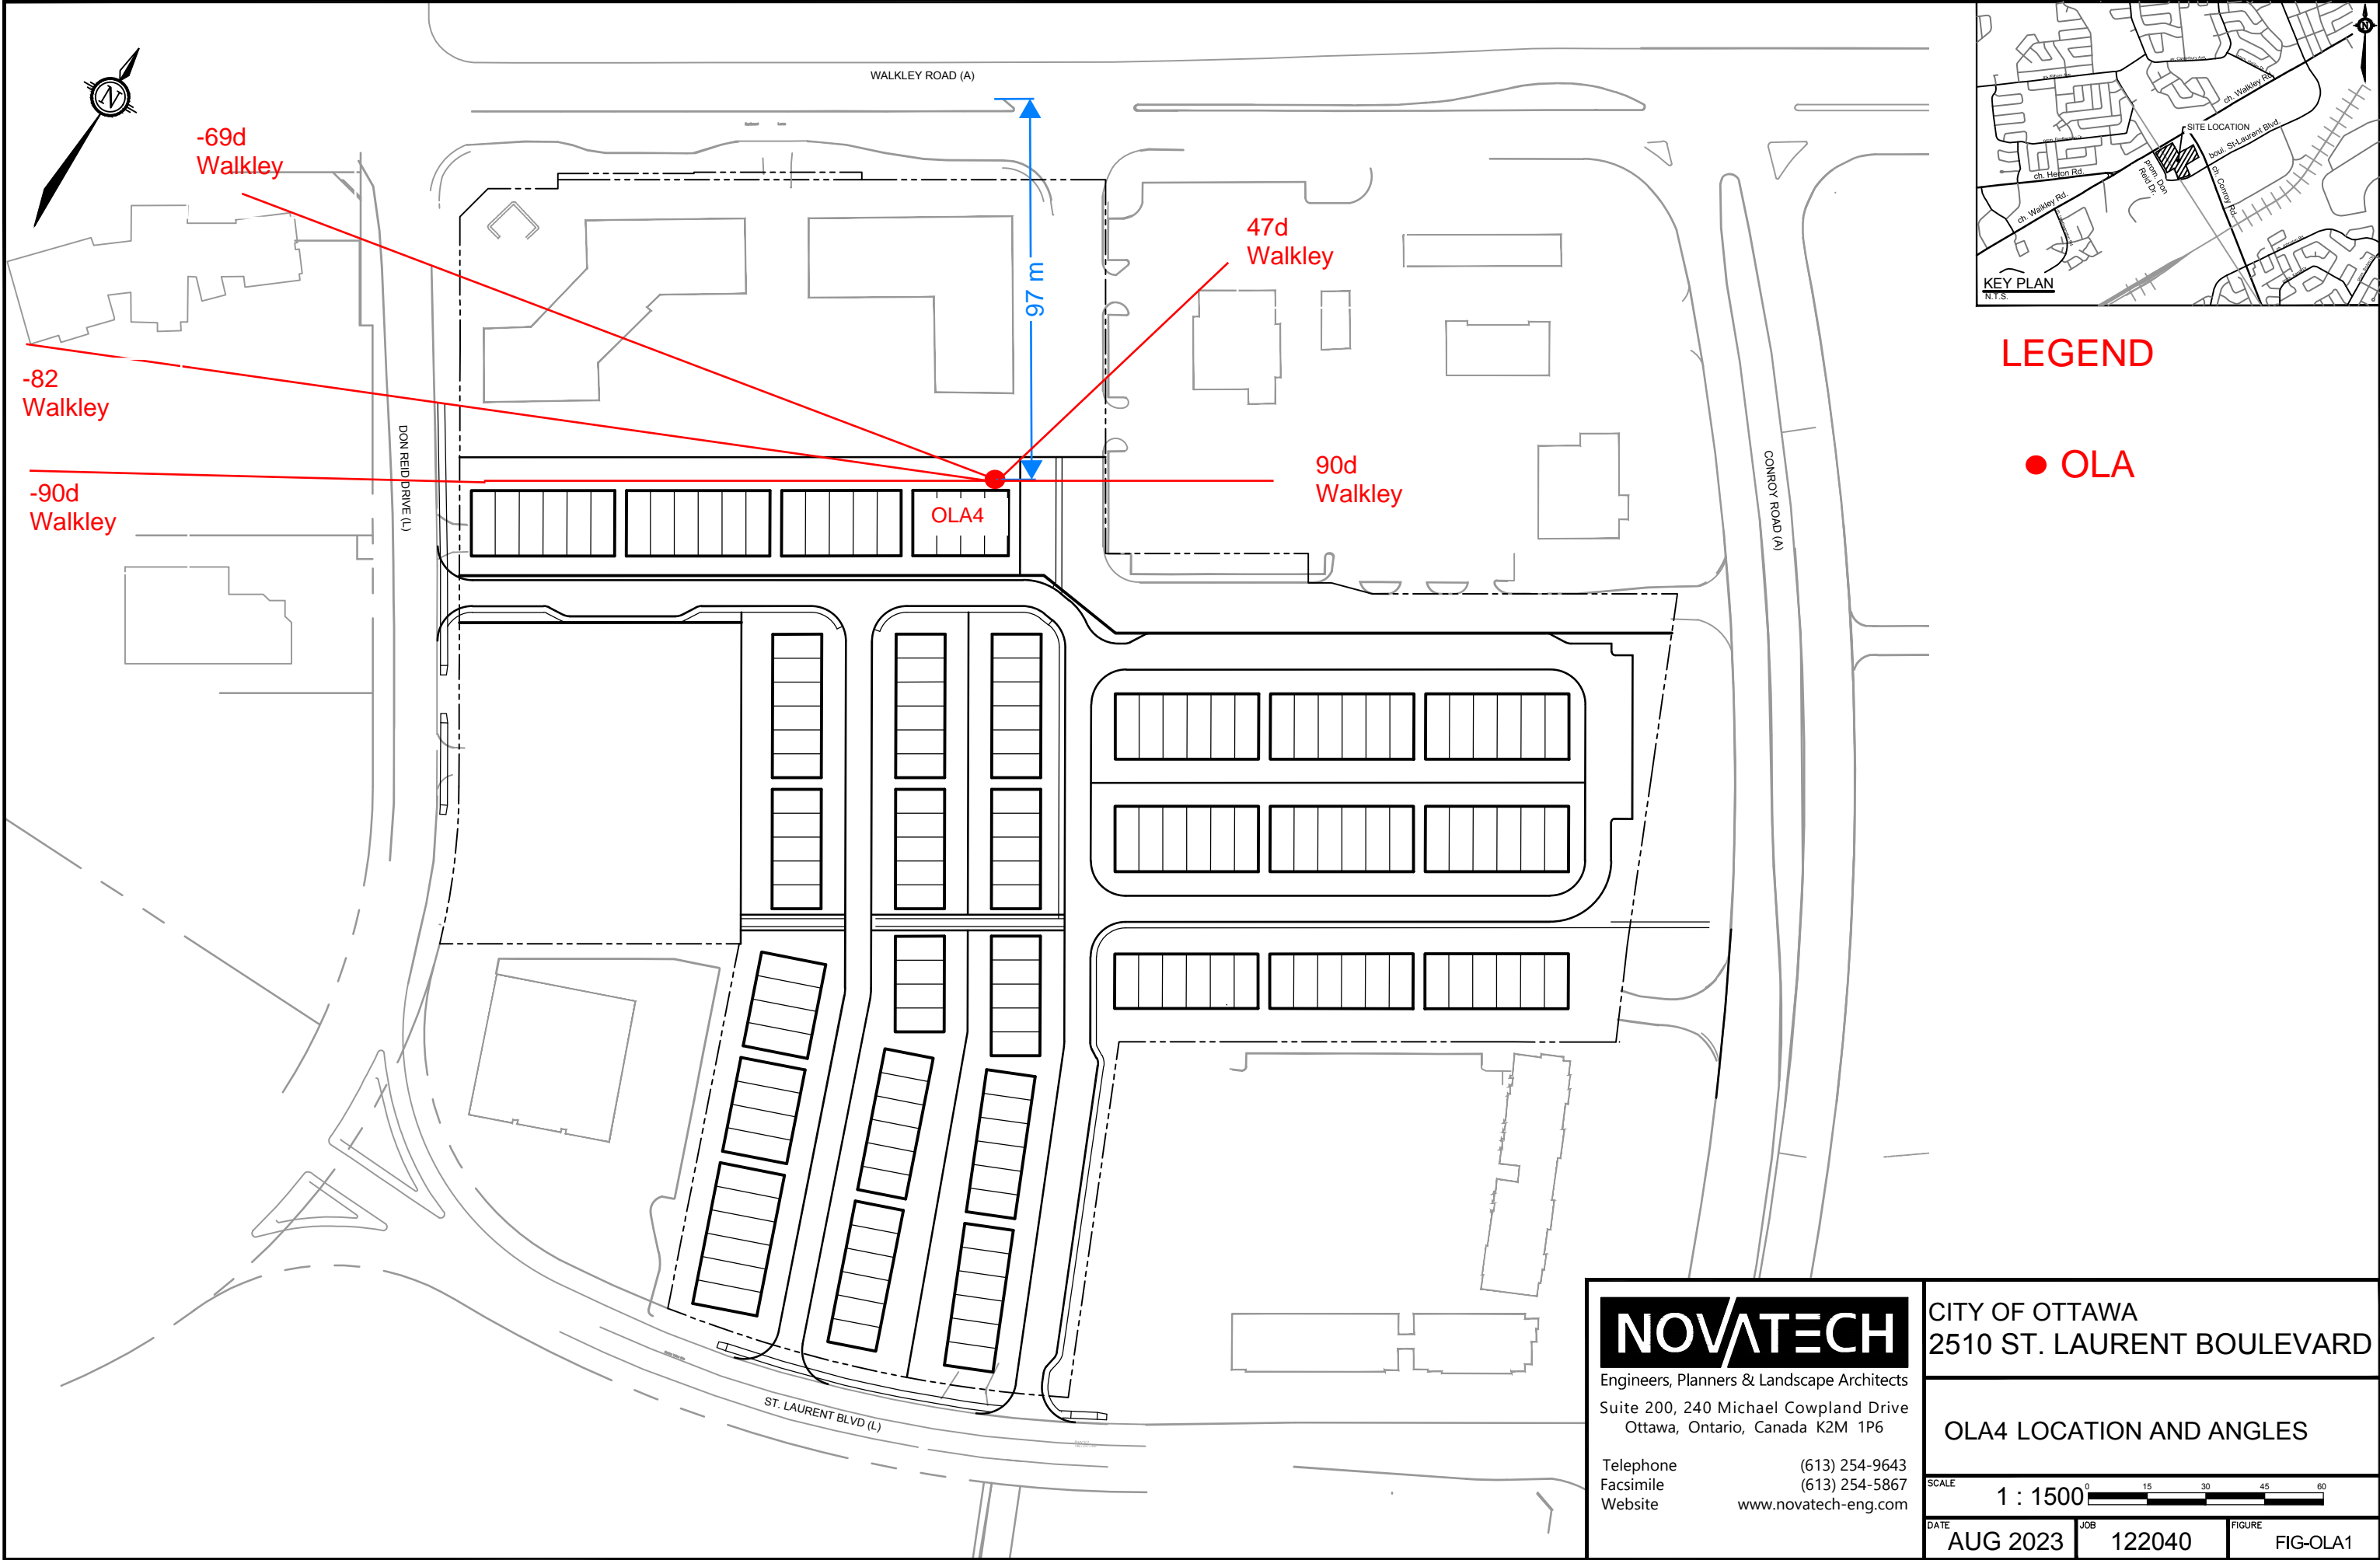 WALKLEY ROAD (A)
N
-69d
Walkley
47d
Walkley
97 m
-82
Walkley
-90d
Walkley
90d
Walkley
OLA4
DON REID DRIVE (L)
CONROY ROAD (A)
ST. LAURENT BLVD (L)
N
ch. Walkley Rd.
SITE LOCATION
boul. St-Laurent Blvd.
prom. Don
Reid Dr.
ch. Heron Rd.
ch. Conroy Rd.
ch. Walkley Rd.
KEY PLAN
N.T.S.
LEGEND
OLA
NOVATECH
Engineers, Planners & Landscape Architects
Suite 200, 240 Michael Cowpland Drive
Ottawa, Ontario, Canada K2M 1P6
Telephone (613) 254-9643
Facsimile (613) 254-5867
Website www.novatech-eng.com
CITY OF OTTAWA
2510 ST. LAURENT BOULEVARD
OLA4 LOCATION AND ANGLES
SCALE
1 : 1500
0 15 30 45 60
DATE AUG 2023
JOB 122040
FIGURE FIG-OLA1